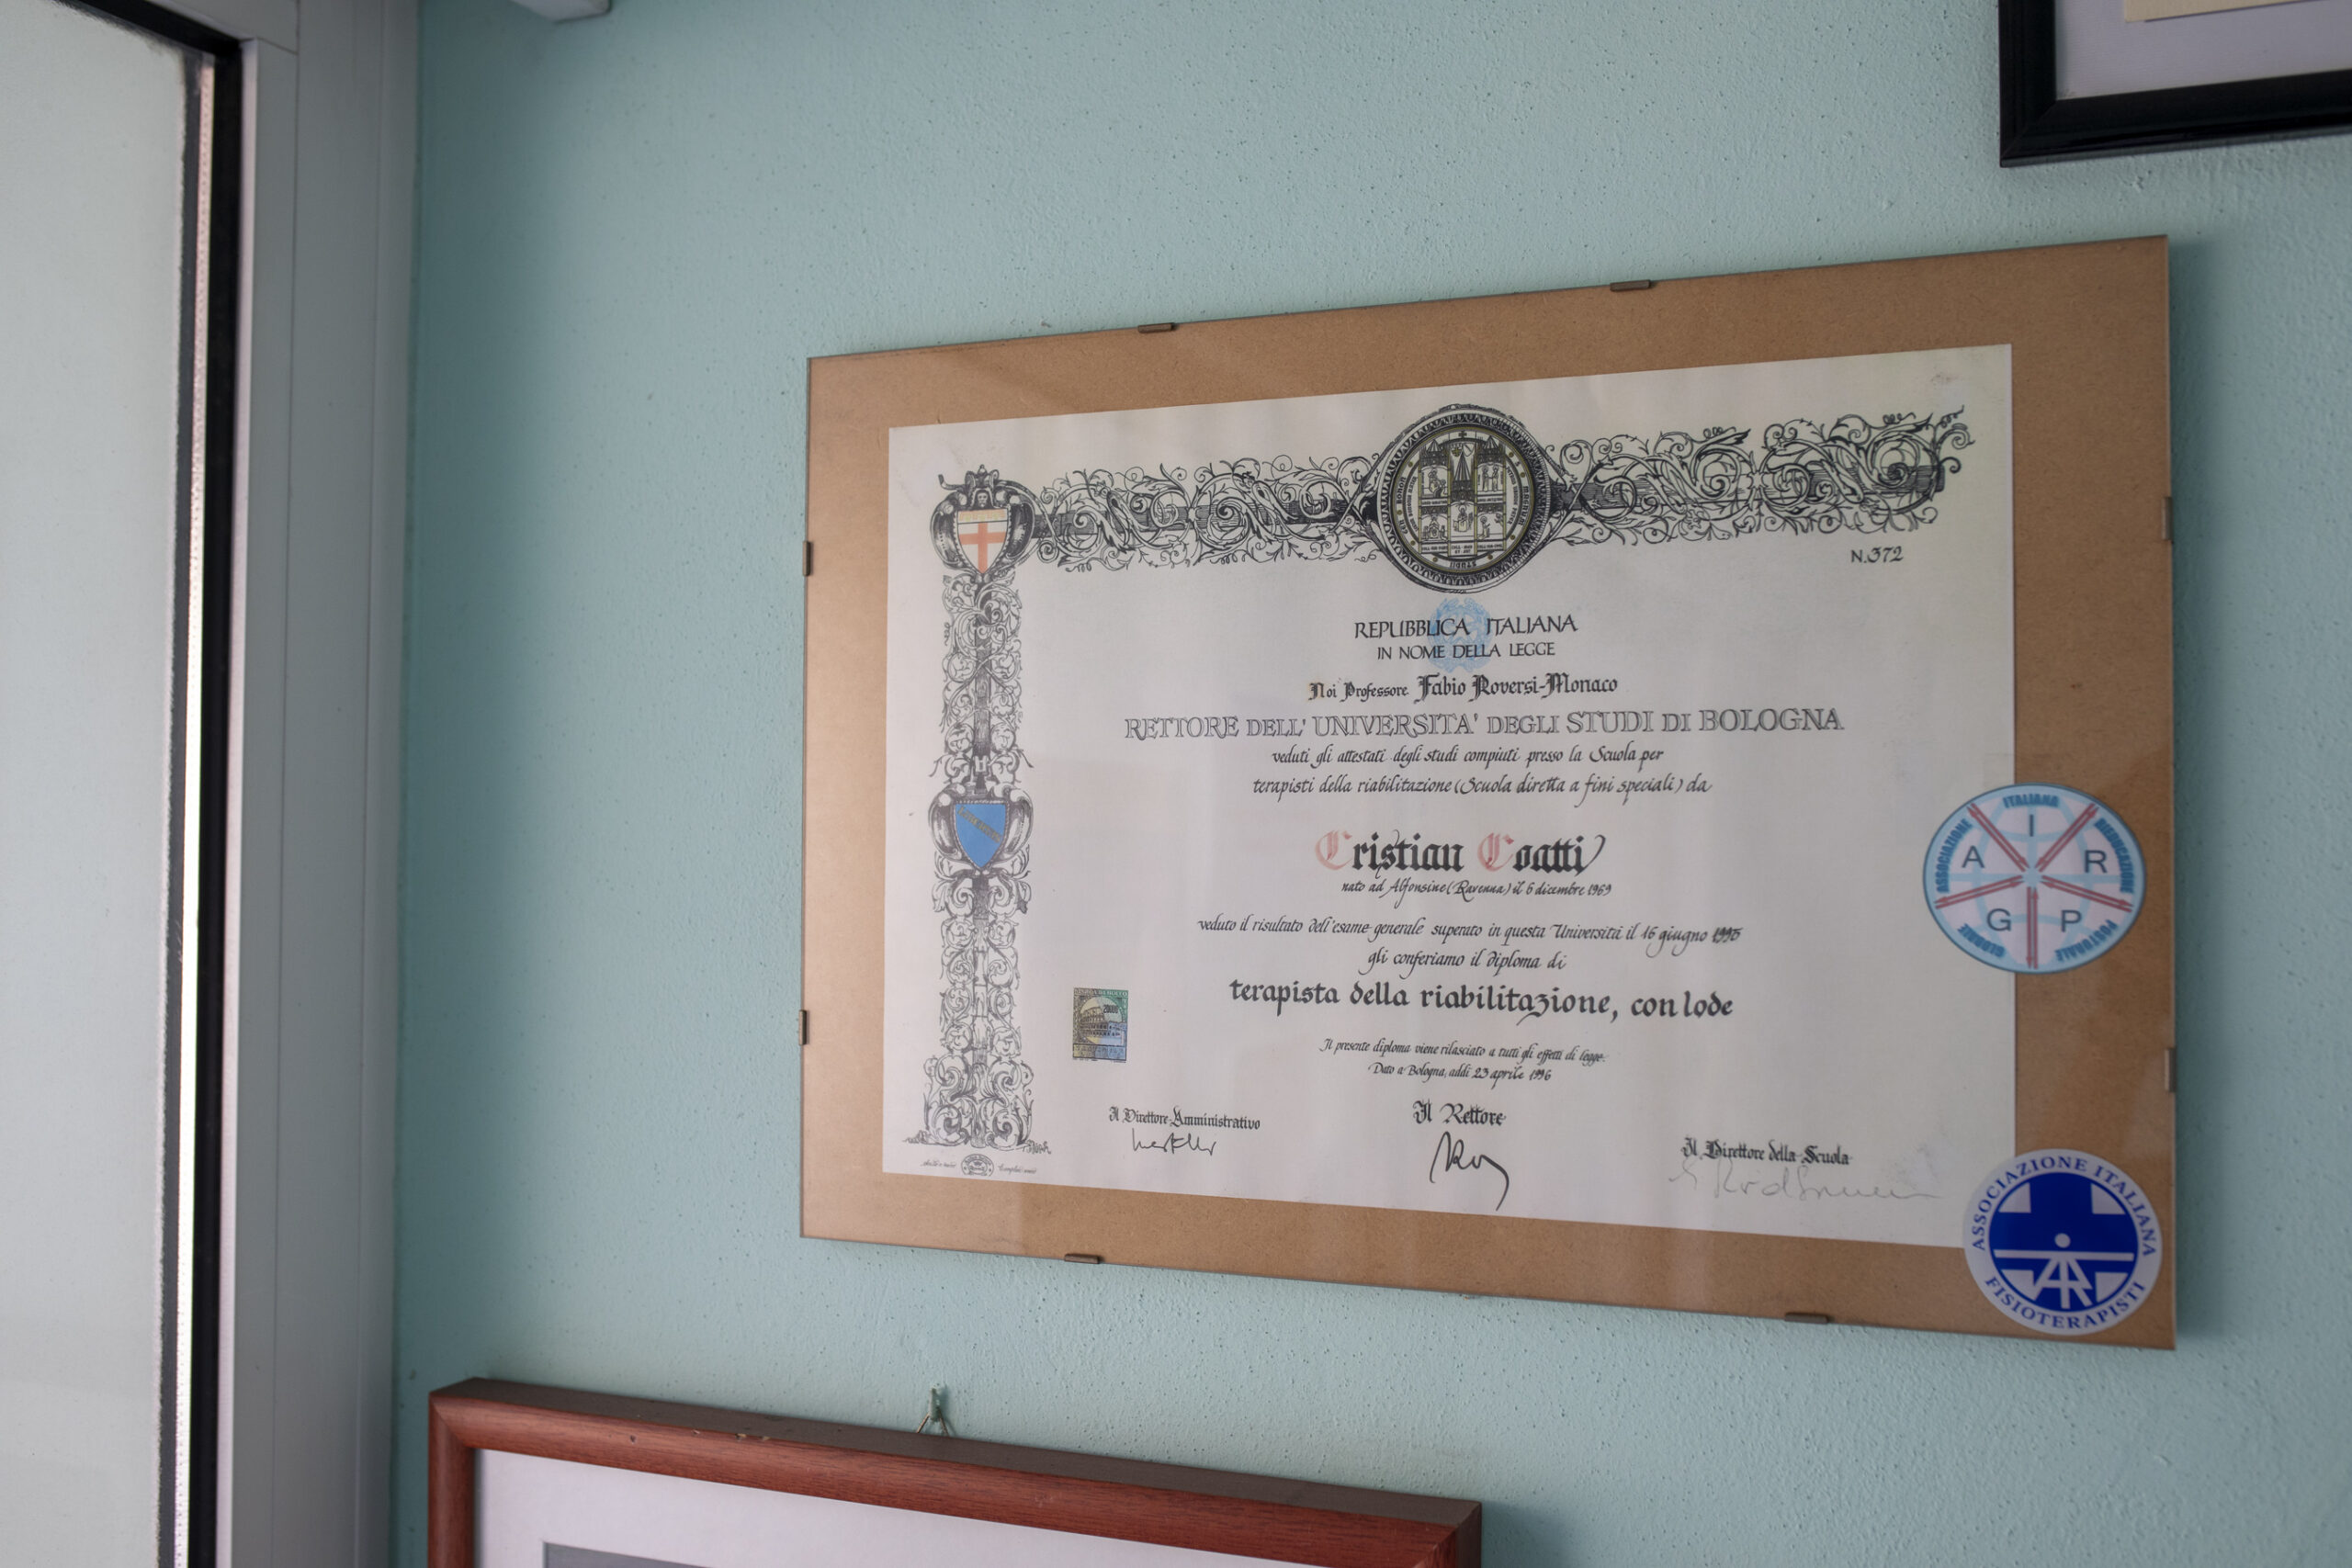 N.372
REPUBBLICA ITALIANA
IN NOME DELLA LEGGE
Noi Professore Fabio Roversi-Monaco
RETTORE DELL'UNIVERSITA' DEGLI STUDI DI BOLOGNA
veduti gli attestati degli studi compiuti presso la Scuola per
terapisti della riabilitazione (Scuola diretta a fini speciali) da
Cristian Coatti
nato ad Alfonsine (Ravenna) il 6 dicembre 1969
veduto il risultato dell'esame generale superato in questa Università il 16 giugno 1995
gli conferiamo il diploma di
terapista della riabilitazione, con lode
Il presente diploma viene rilasciato a tutti gli effetti di legge.
Dato a Bologna, addì 23 aprile 1996
Il Direttore Amministrativo
Il Rettore
Il Direttore della Scuola
ASSOCIAZIONE ITALIANA RIEDUCAZIONE POSTURALE GLOBALE
A I R P G
ASSOCIAZIONE ITALIANA
FISIOTERAPISTI